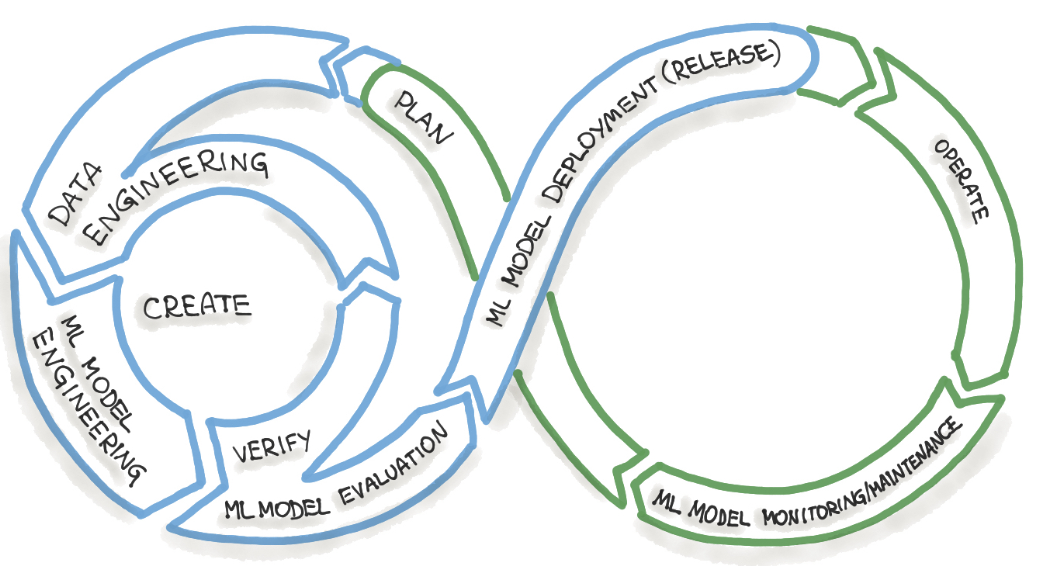 PLAN
DATA
ENGINEERING
CREATE
ML MODEL
ENGINEERING
VERIFY
ML MODEL EVALUATION
ML MODEL DEPLOYMENT (RELEASE)
OPERATE
ML MODEL MONITORING/MAINTENANCE